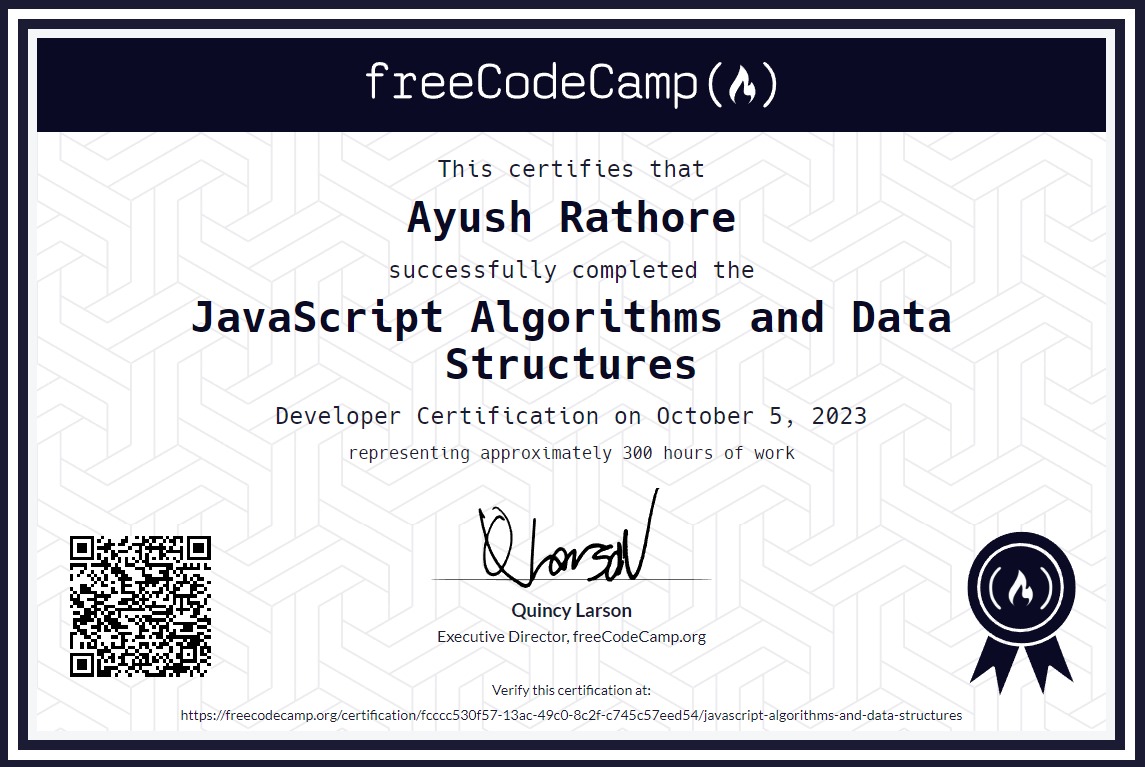 freeCodeCamp
This certifies that
Ayush Rathore
successfully completed the
JavaScript Algorithms and Data
Structures
Developer Certification on October 5, 2023
representing approximately 300 hours of work
Quincy Larson
Executive Director, freeCodeCamp.org
Verify this certification at:
https://freecodecamp.org/certification/fcccc530f57-13ac-49c0-8c2f-c745c57eed54/javascript-algorithms-and-data-structures